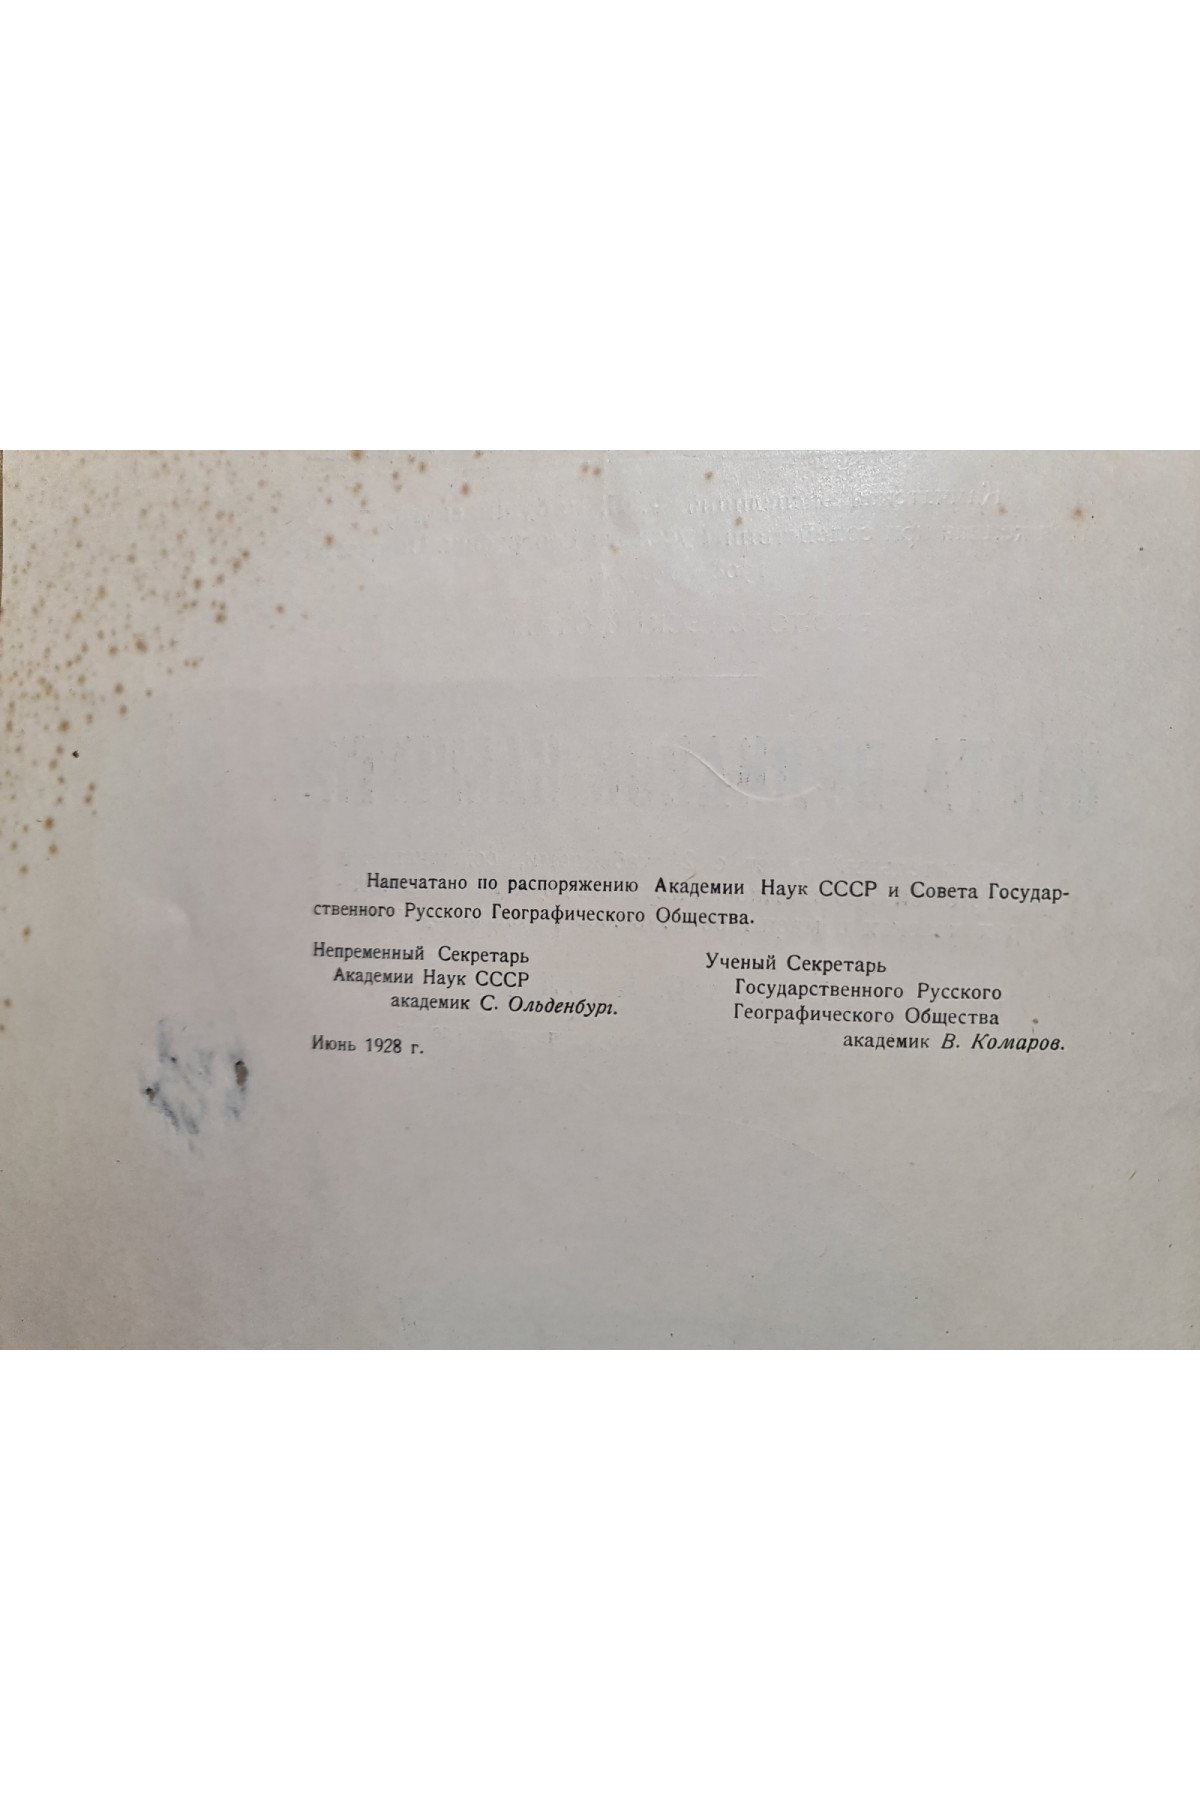 Напечатано по распоряжению Академии Наук СССР и Совета Государ-
ственного Русского Географического Общества.
Непременный Секретарь
Академии Наук СССР
академик С. Ольденбург.
Июнь 1928 г.
Ученый Секретарь
Государственного Русского
Географического Общества
академик В. Комаров.